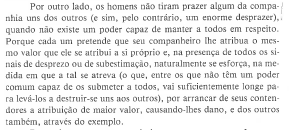 Por outro lado, os homens não tiram prazer algum da compa-
nhia uns dos outros (e sim, pelo contrário, um enorme desprazer),
quando não existe um poder capaz de manter a todos em respeito.
Porque cada um pretende que seu companheiro lhe atribua o mes-
mo valor que ele se atribui a si próprio e, na presença de todos os si-
nais de desprezo ou de subestimação, naturalmente se esforça, na me-
dida em que a tal se atreva (o que, entre os que não têm um poder
comum capaz de os submeter a todos, vai suficientemente longe pa-
ra levá-los a destruir-se uns aos outros), por arrancar de seus conten-
dores a atribuição de maior valor, causando-lhes dano, e dos outros
também, através do exemplo.